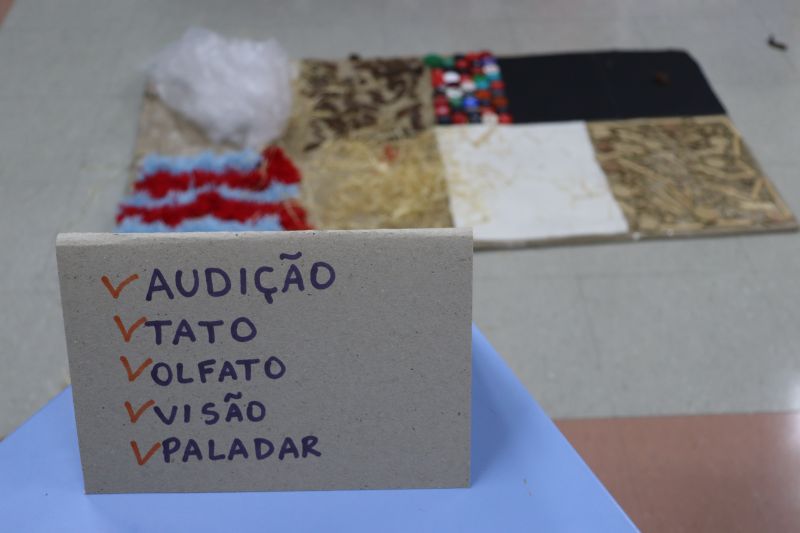 ✓AUDIÇÃO
✓TATO
✓OLFATO
✓VISÃO
✓PALADAR